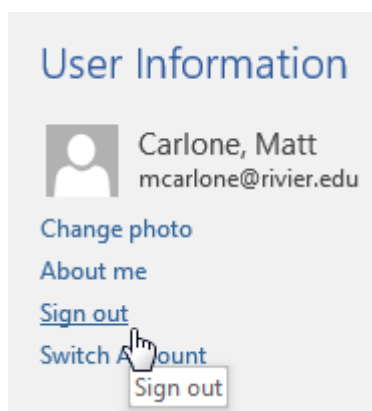 User Information
Carlone, Matt
mcarlone@rivier.edu
Change photo
About me
Sign out
Switch Account
Sign out